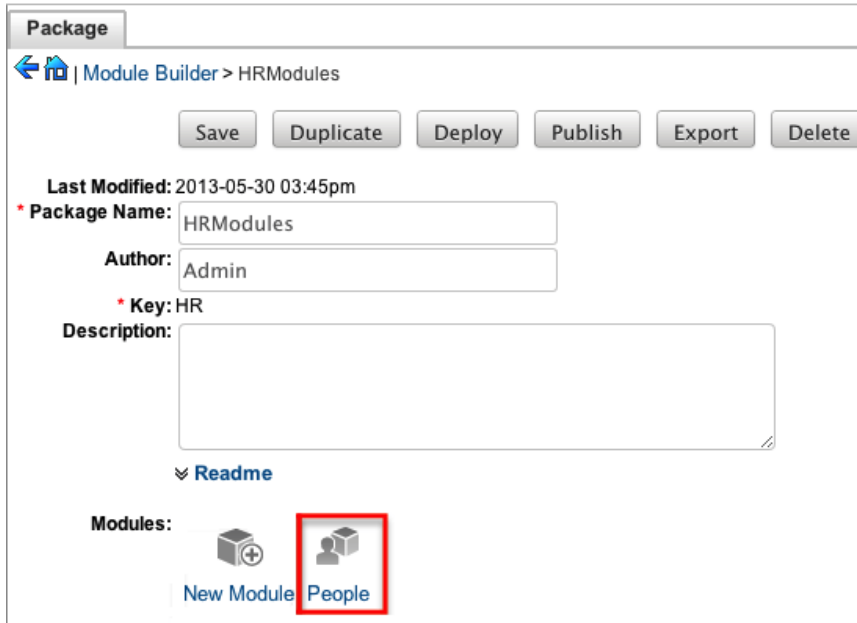 Package
| Module Builder > HRModules
Save Duplicate Deploy Publish Export Delete
Last Modified: 2013-05-30 03:45pm
* Package Name: HRModules
Author: Admin
* Key: HR
Description:
Readme
Modules:
New Module People